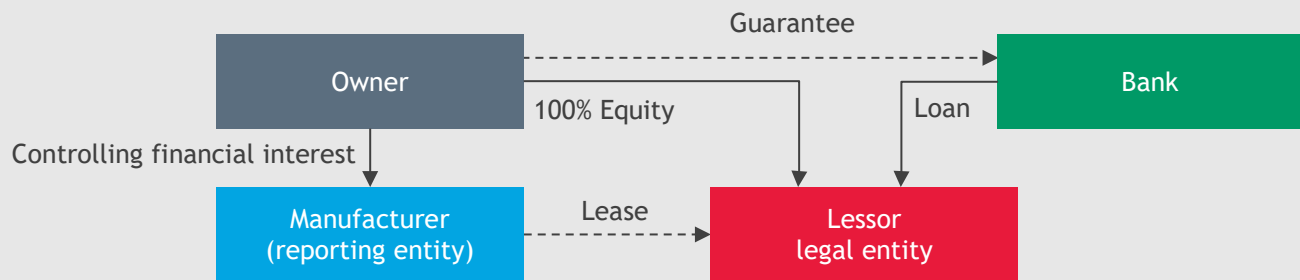 Guarantee
Owner
Bank
100% Equity
Loan
Controlling financial interest
Manufacturer
(reporting entity)
Lease
Lessor
legal entity